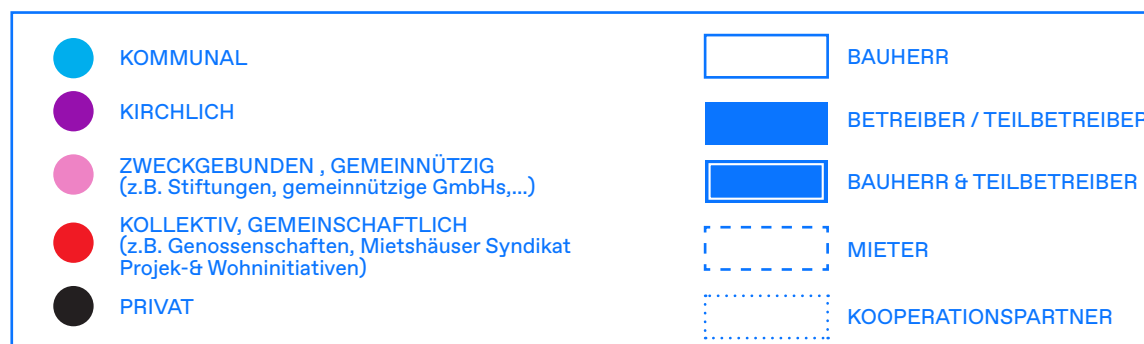 KOMMUNAL
KIRCHLICH
ZWECKGEBUNDEN , GEMEINNÜTZIG
(z.B. Stiftungen, gemeinnützige GmbHs,...)
KOLLEKTIV, GEMEINSCHAFTLICH
(z.B. Genossenschaften, Mietshäuser Syndikat
Projek-& Wohninitiativen)
PRIVAT
BAUHERR
BETREIBER / TEILBETREIBER
BAUHERR & TEILBETREIBER
MIETER
KOOPERATIONSPARTNER